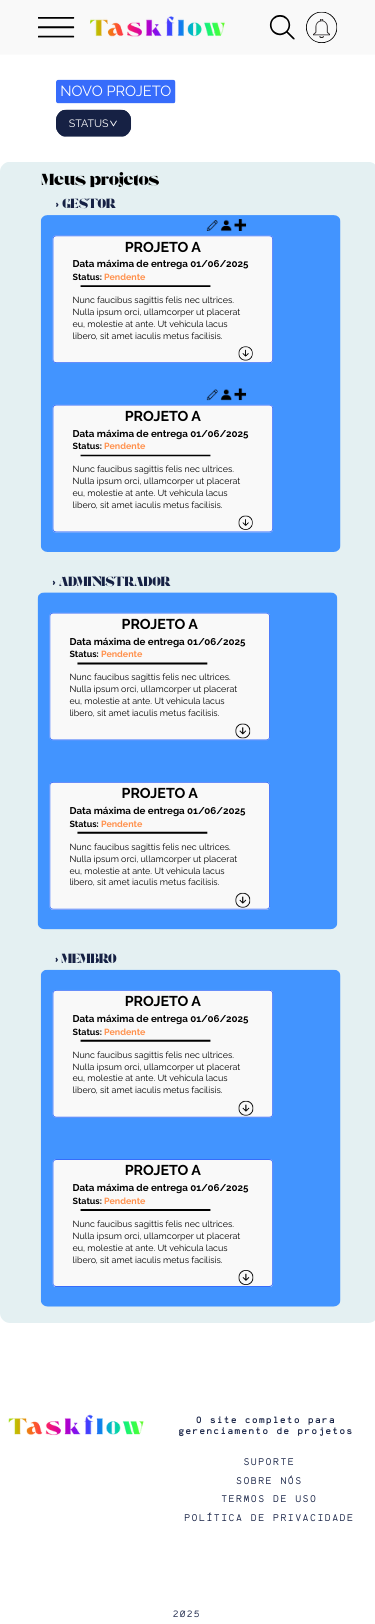 Taskflow
NOVO PROJETO
STATUS
Meus projetos
› GESTOR
PROJETO A
Data máxima de entrega 01/06/2025
Status: Pendente
Nunc faucibus sagittis felis nec ultrices.
Nulla ipsum orci, ullamcorper ut placerat
eu, molestie at ante. Ut vehicula lacus
libero, sit amet iaculis metus facilisis.
PROJETO A
Data máxima de entrega 01/06/2025
Status: Pendente
Nunc faucibus sagittis felis nec ultrices.
Nulla ipsum orci, ullamcorper ut placerat
eu, molestie at ante. Ut vehicula lacus
libero, sit amet iaculis metus facilisis.
› ADMINISTRADOR
PROJETO A
Data máxima de entrega 01/06/2025
Status: Pendente
Nunc faucibus sagittis felis nec ultrices.
Nulla ipsum orci, ullamcorper ut placerat
eu, molestie at ante. Ut vehicula lacus
libero, sit amet iaculis metus facilisis.
PROJETO A
Data máxima de entrega 01/06/2025
Status: Pendente
Nunc faucibus sagittis felis nec ultrices.
Nulla ipsum orci, ullamcorper ut placerat
eu, molestie at ante. Ut vehicula lacus
libero, sit amet iaculis metus facilisis.
› MEMBRO
PROJETO A
Data máxima de entrega 01/06/2025
Status: Pendente
Nunc faucibus sagittis felis nec ultrices.
Nulla ipsum orci, ullamcorper ut placerat
eu, molestie at ante. Ut vehicula lacus
libero, sit amet iaculis metus facilisis.
PROJETO A
Data máxima de entrega 01/06/2025
Status: Pendente
Nunc faucibus sagittis felis nec ultrices.
Nulla ipsum orci, ullamcorper ut placerat
eu, molestie at ante. Ut vehicula lacus
libero, sit amet iaculis metus facilisis.
Taskflow
O site completo para
gerenciamento de projetos
SUPORTE
SOBRE NÓS
TERMOS DE USO
POLÍTICA DE PRIVACIDADE
2025